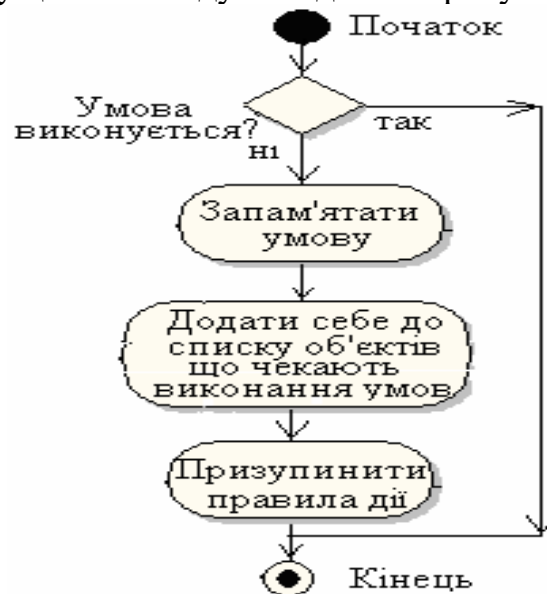 Початок
Умова
виконується?
так
ні
Запам'ятати
умову
Додати себе до
списку об'єктів
що чекають
виконання умов
Призупинити
правила дії
Кінець